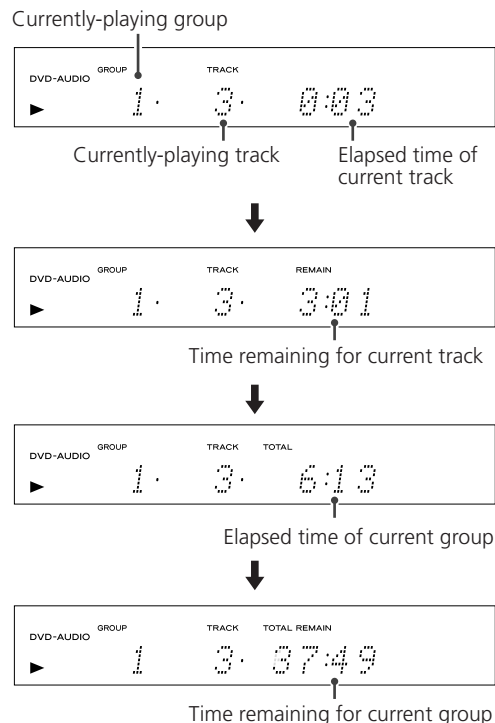 Currently-playing group
DVD-AUDIO GROUP TRACK
1· 3· 0:03
Currently-playing track Elapsed time of
current track
DVD-AUDIO GROUP TRACK REMAIN
1· 3· 3:01
Time remaining for current track
DVD-AUDIO GROUP TRACK TOTAL
1· 3· 6:13
Elapsed time of current group
DVD-AUDIO GROUP TRACK TOTAL REMAIN
1 3· 37:49
Time remaining for current group